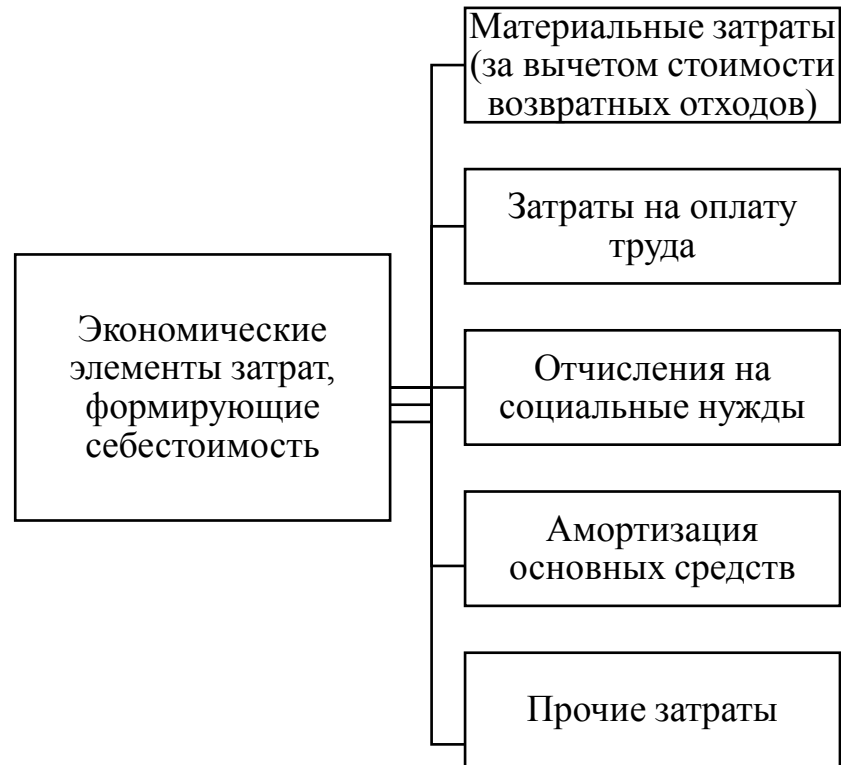 Материальные затраты
(за вычетом стоимости
возвратных отходов)
Затраты на оплату
труда
Экономические
элементы затрат,
формирующие
себестоимость
Отчисления на
социальные нужды
Амортизация
основных средств
Прочие затраты